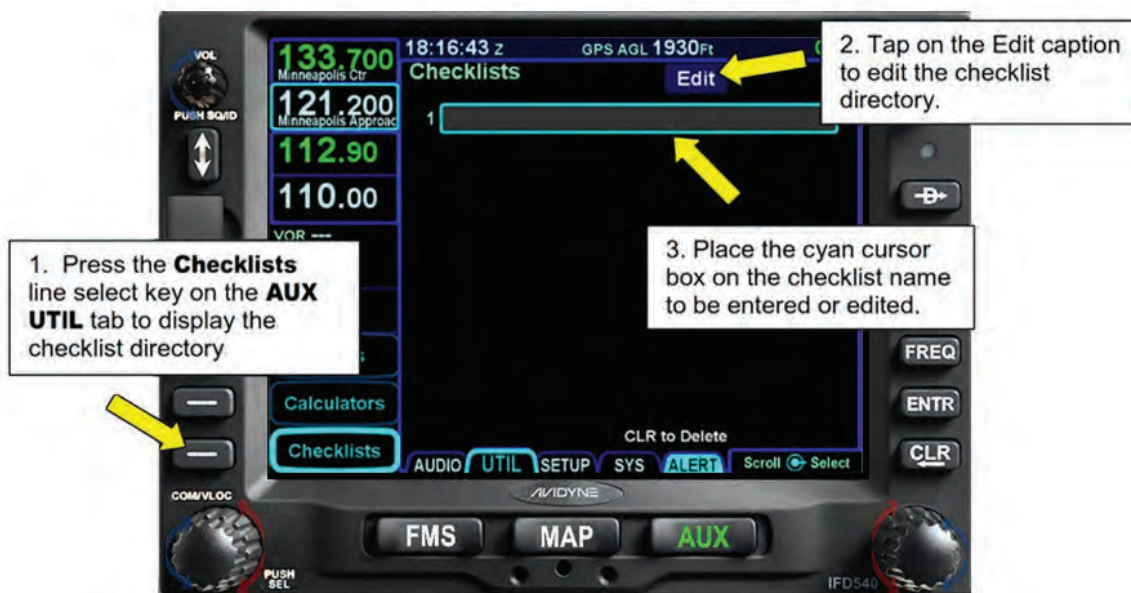 VOL
PUSH SQ/ID
133.700
Minneapolis Ctr
121.200
Minneapolis Approac
112.90
110.00
VOR ---
18:16:43 Z GPS AGL 1930Ft
Checklists
Edit
1
2. Tap on the Edit caption
to edit the checklist
directory.
3. Place the cyan cursor
box on the checklist name
to be entered or edited.
1. Press the Checklists
line select key on the AUX
UTIL tab to display the
checklist directory
D
FREQ
ENTR
CLR
Calculators
Checklists
CLR to Delete
AUDIO UTIL SETUP SYS ALERT Scroll Select
COM/VLOC
AVIDYNE
FMS MAP AUX
PUSH
SEL
IFD540